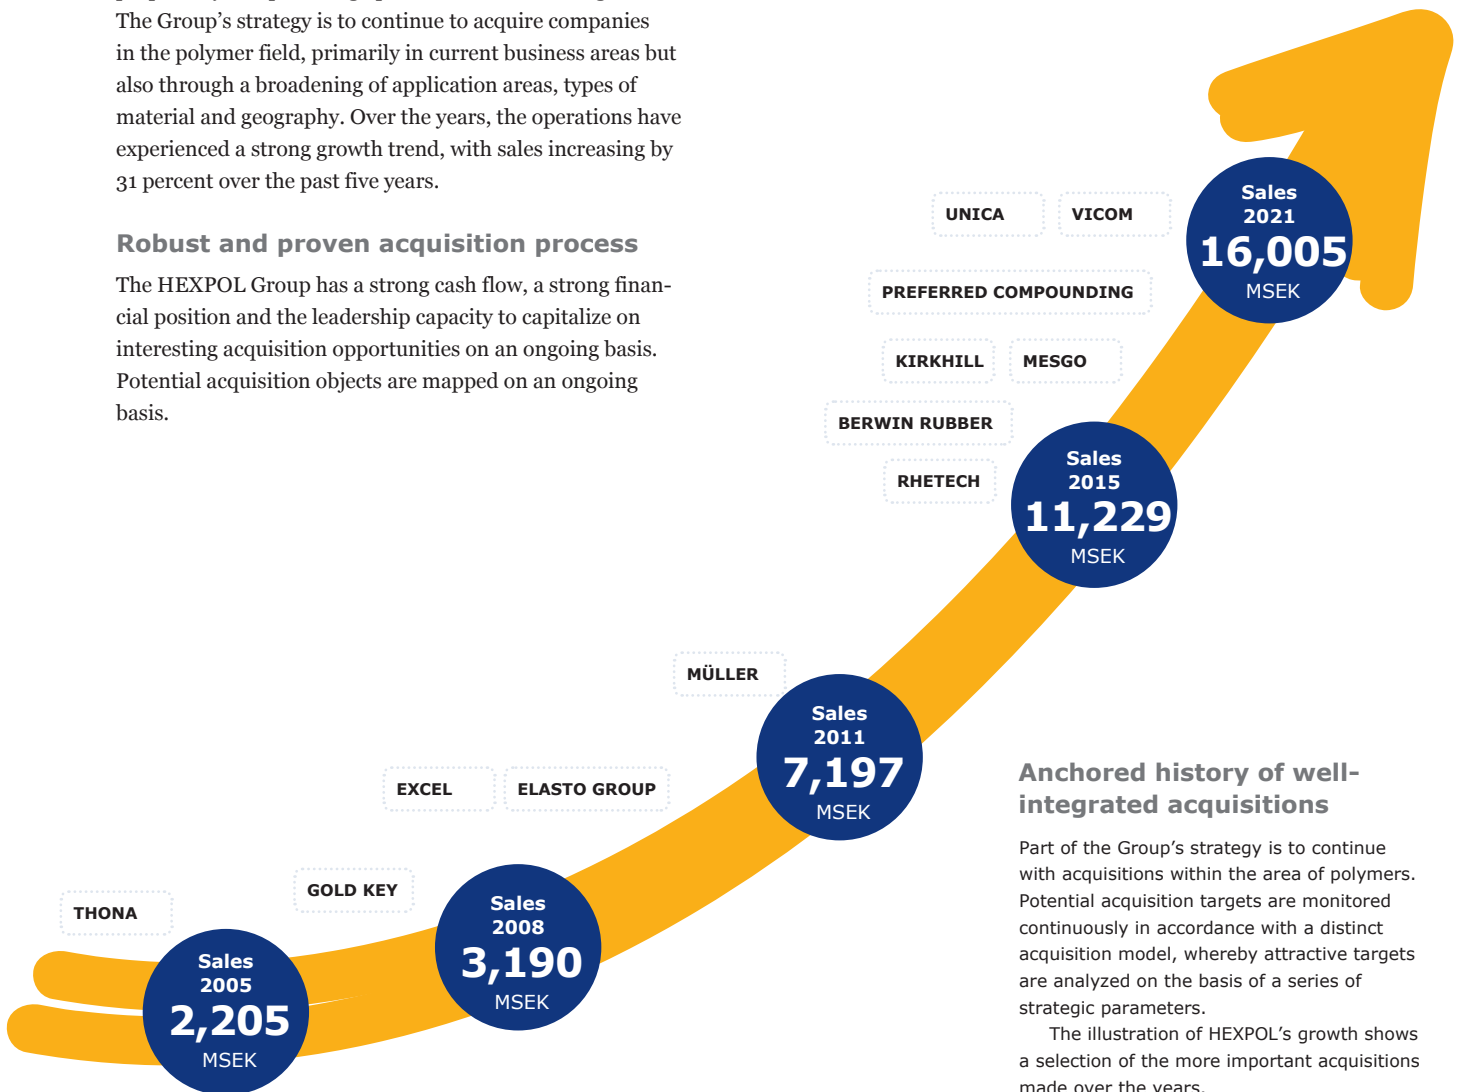 The Group’s strategy is to continue to acquire companies
in the polymer field, primarily in current business areas but
also through a broadening of application areas, types of
material and geography. Over the years, the operations have
experienced a strong growth trend, with sales increasing by
31 percent over the past five years.
Robust and proven acquisition process
The HEXPOL Group has a strong cash flow, a strong finan-
cial position and the leadership capacity to capitalize on
interesting acquisition opportunities on an ongoing basis.
Potential acquisition objects are mapped on an ongoing
basis.
Sales
2021
16,005
MSEK
UNICA
VICOM
PREFERRED COMPOUNDING
KIRKHILL
MESGO
BERWIN RUBBER
RHETECH
Sales
2015
11,229
MSEK
MÜLLER
Sales
2011
7,197
MSEK
EXCEL
ELASTO GROUP
GOLD KEY
Sales
2008
3,190
MSEK
THONA
Sales
2005
2,205
MSEK
Anchored history of well-
integrated acquisitions
Part of the Group’s strategy is to continue
with acquisitions within the area of polymers.
Potential acquisition targets are monitored
continuously in accordance with a distinct
acquisition model, whereby attractive targets
are analyzed on the basis of a series of
strategic parameters.
The illustration of HEXPOL’s growth shows
a selection of the more important acquisitions
made over the years.